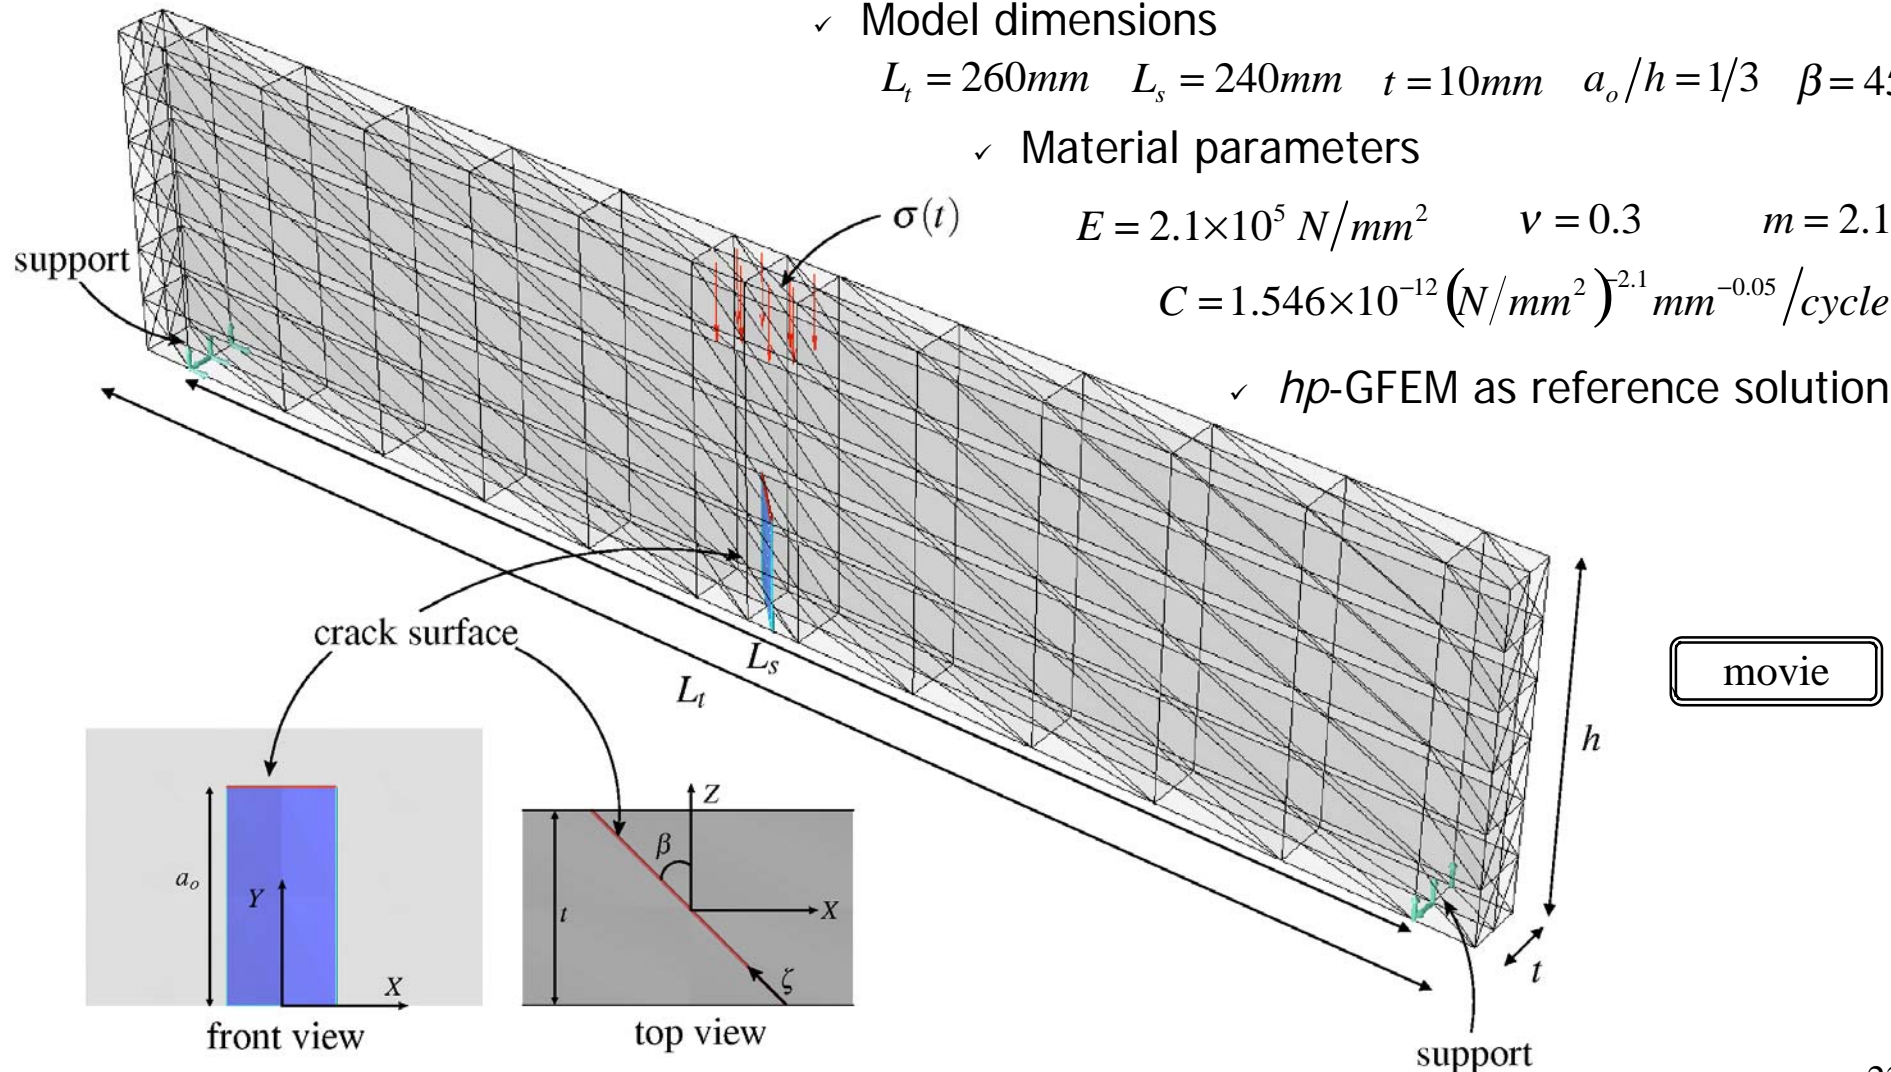 ✓ Model dimensions
L_t = 260mm L_s = 240mm t = 10mm a_o/h = 1/3 β = 45
✓ Material parameters
E = 2.1×10^5 N/mm^2 ν = 0.3 m = 2.1
C = 1.546×10^-12 (N/mm^2)^-2.1 mm^-0.05/cycle
✓ hp-GFEM as reference solution
σ(t)
support
crack surface
L_s
L_t
movie
h
t
support
a_o
Y
X
front view
Z
β
t
X
ζ
top view